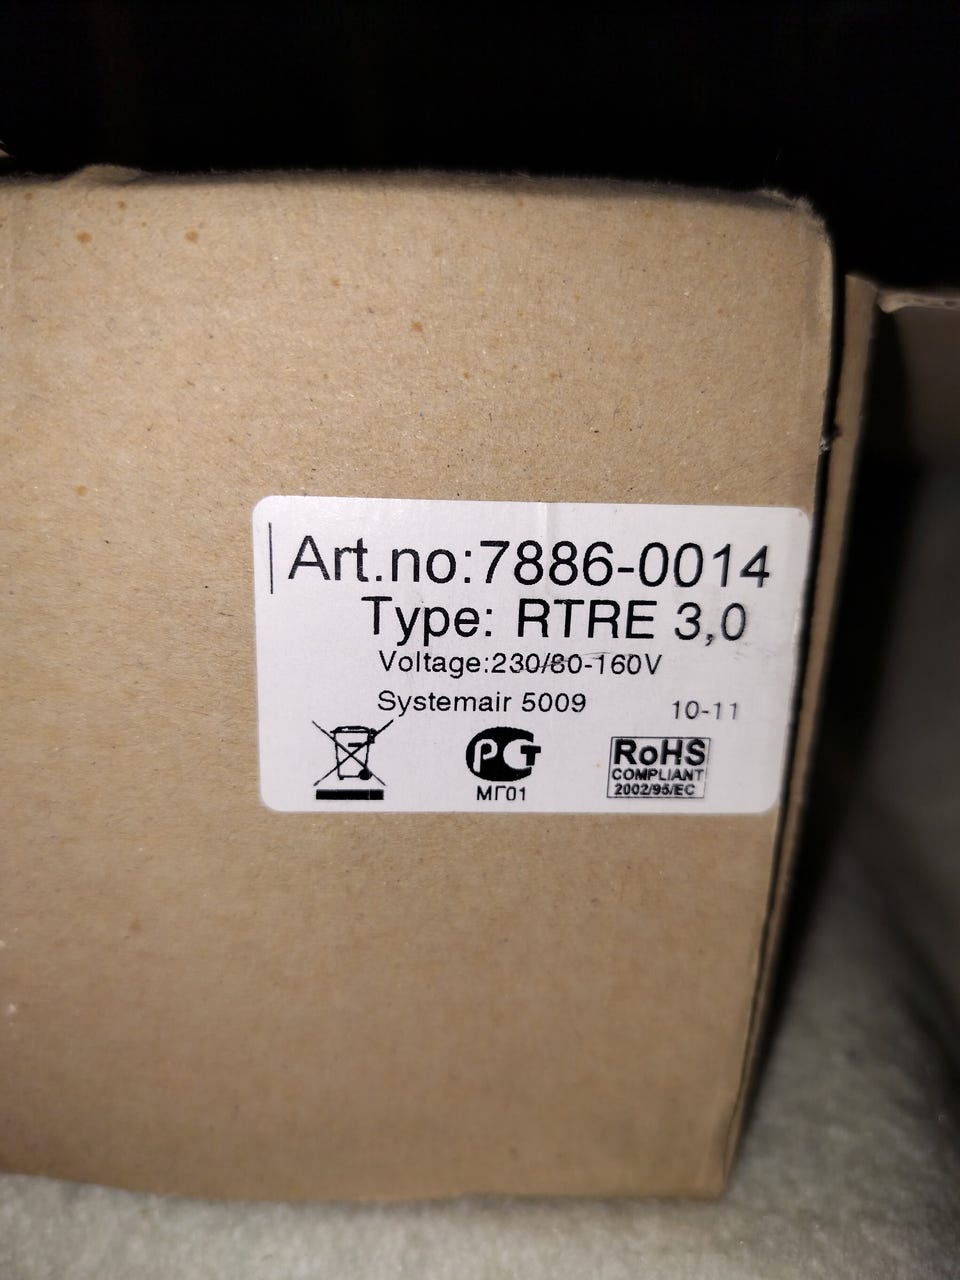 Art.no:7886-0014
Type: RTRE 3,0
Voltage:230/80-160V
Systemair 5009
10-11
РСТ
МГ01
RoHS
COMPLIANT
2002/95/EC